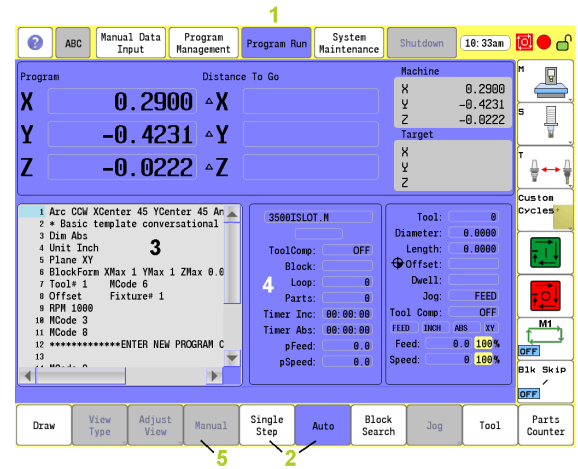 1
? ABC Manual Data Input Program Management Program Run System Maintenance Shutdown 10:33am
Program Distance To Go Machine
X 0.2900 △X
Y -0.4231 △Y
Z -0.0222 △Z
X 0.2900
Y -0.4231
Z -0.0222
Target
X
Y
Z
M
S
T
Custom Cycles
M1
OFF
Blk Skip
/
OFF
1 Arc CCW XCenter 45 YCenter 45 An
2 * Basic template conversational
3 Dim Abs
4 Unit Inch
5 Plane XY
6 BlockForm XMax 1 YMax 1 ZMax 0.0
7 Tool# 1 MCode 6
8 Offset Fixture# 1
9 RPM 1000
10 MCode 3
11 MCode 8
12 *************ENTER NEW PROGRAM C
13
3
3500ISLOT.M
ToolComp: OFF
Block:
Loop: 0
Parts: 0
Timer Inc: 00:00:00
Timer Abs: 00:00:00
pFeed: 0.0
pSpeed: 0.0
4
Tool: 0
Diameter: 0.0000
Length: 0.0000
Offset:
Dwell:
Jog: FEED
Tool Comp: OFF
FEED INCH ABS XY
Feed: 0.0 100%
Speed: 0 100%
Draw View Type Adjust View Manual Single Step Auto Block Search Jog Tool Parts Counter
5 2